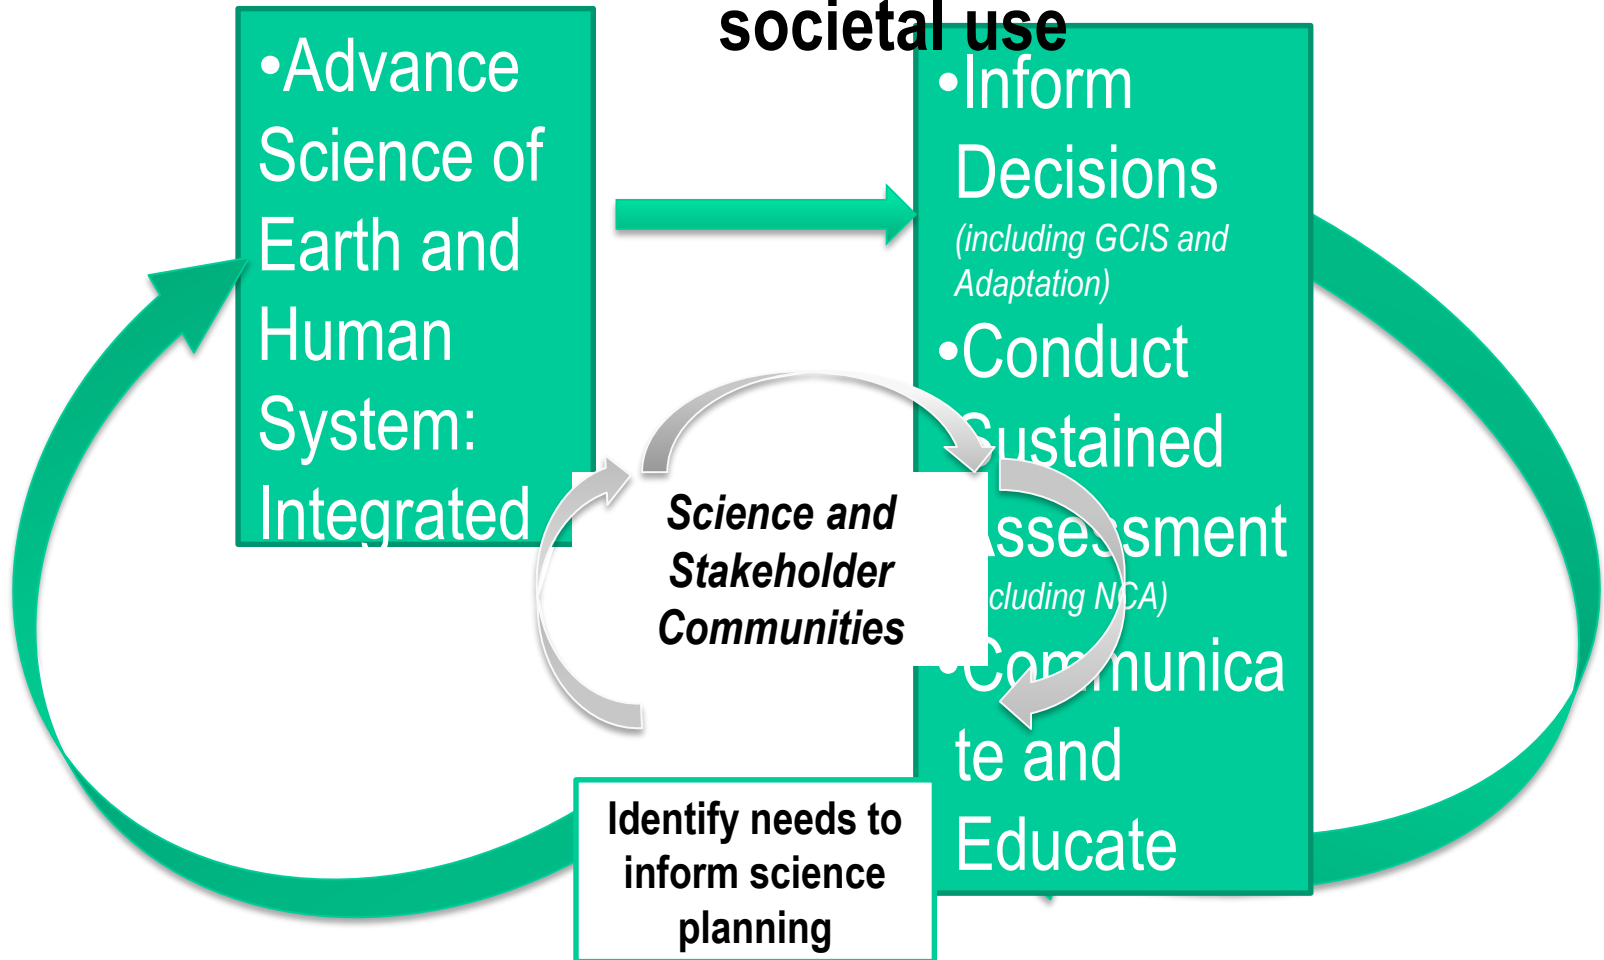 societal use
•Advance
Science of
Earth and
Human
System:
Integrated
•Inform
Decisions
(including GCIS and
Adaptation)
•Conduct
Sustained
Assessment
cluding NCA)
•Communica
te and
Educate
Science and
Stakeholder
Communities
Identify needs to
inform science
planning